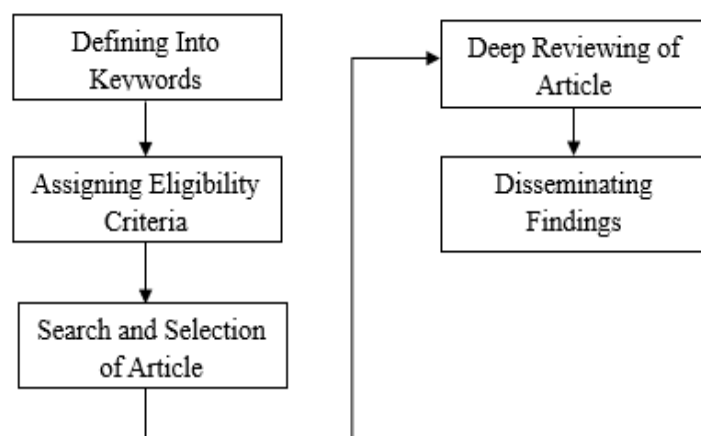 Defining Into
Keywords
Assigning Eligibility
Criteria
Search and Selection
of Article
Deep Reviewing of
Article
Disseminating
Findings